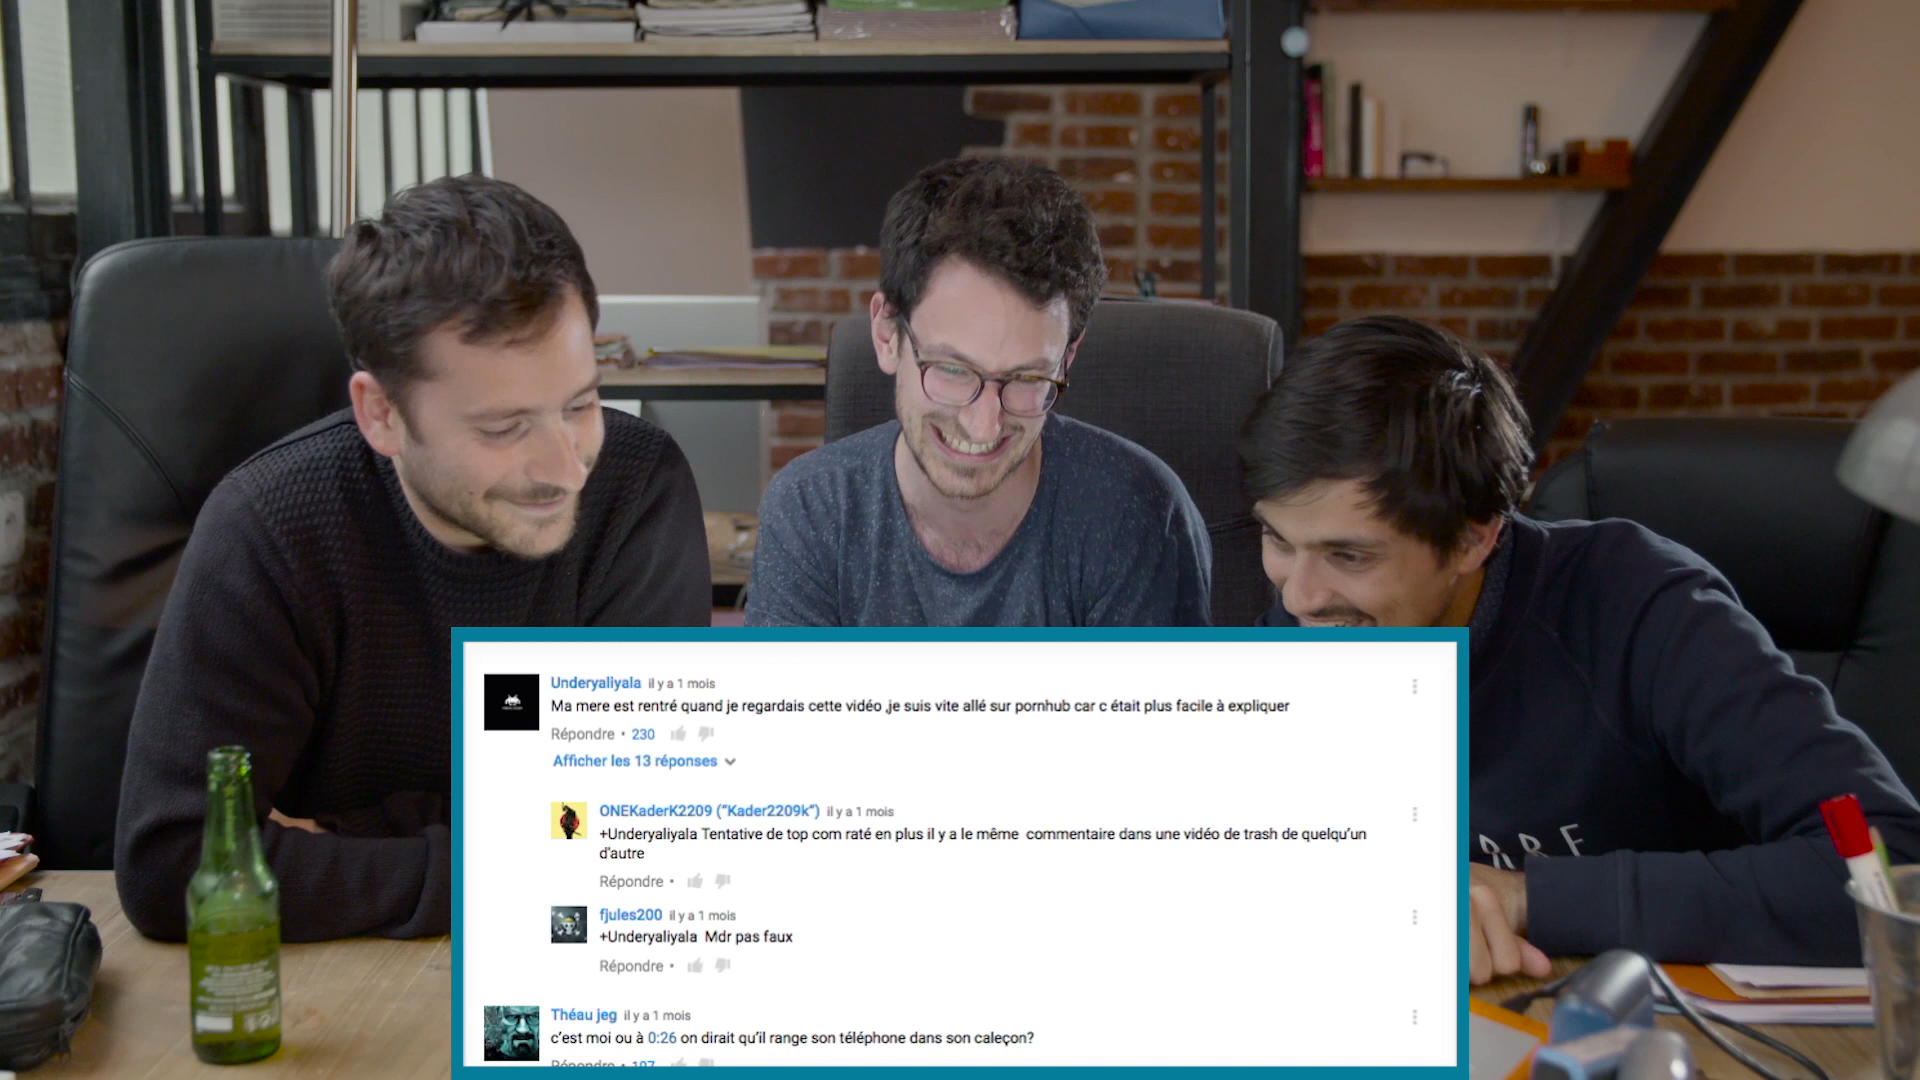 Underyaliyala il y a 1 mois
Ma mere est rentré quand je regardais cette vidéo ,je suis vite allé sur pornhub car c était plus facile à expliquer
Répondre • 230
Afficher les 13 réponses
ONEKaderK2209 ("Kader2209k") il y a 1 mois
+Underyaliyala Tentative de top com raté en plus il y a le même commentaire dans une vidéo de trash de quelqu'un
d'autre
Répondre •
fjules200 il y a 1 mois
+Underyaliyala Mdr pas faux
Répondre •
Théau jeg il y a 1 mois
c'est moi ou à 0:26 on dirait qu'il range son téléphone dans son caleçon?
Répondre • 197